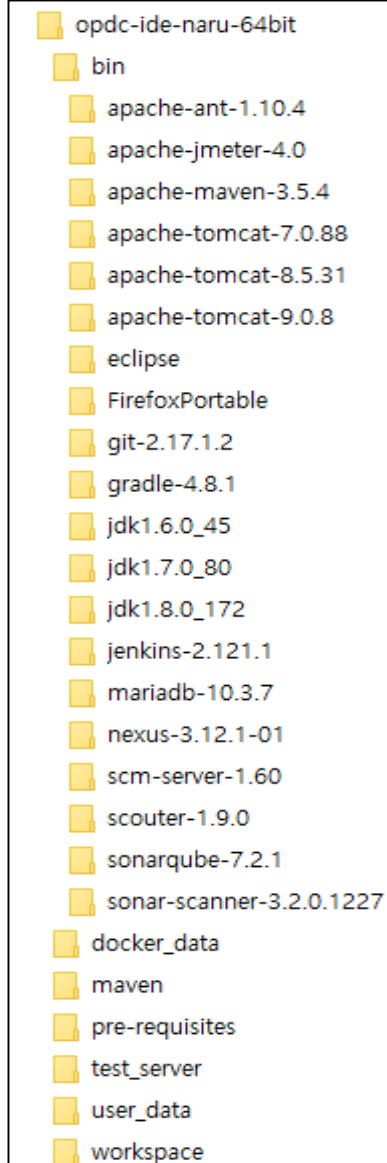 opdc-ide-naru-64bit
bin
apache-ant-1.10.4
apache-jmeter-4.0
apache-maven-3.5.4
apache-tomcat-7.0.88
apache-tomcat-8.5.31
apache-tomcat-9.0.8
eclipse
FirefoxPortable
git-2.17.1.2
gradle-4.8.1
jdk1.6.0_45
jdk1.7.0_80
jdk1.8.0_172
jenkins-2.121.1
mariadb-10.3.7
nexus-3.12.1-01
scm-server-1.60
scouter-1.9.0
sonarqube-7.2.1
sonar-scanner-3.2.0.1227
docker_data
maven
pre-requisites
test_server
user_data
workspace